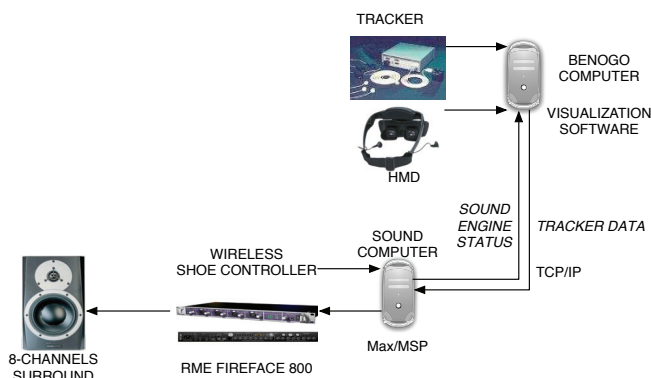 TRACKER
BENOGO
COMPUTER
VISUALIZATION
SOFTWARE
HMD
SOUND
ENGINE
STATUS
TRACKER DATA
TCP/IP
SOUND
COMPUTER
WIRELESS
SHOE CONTROLLER
Max/MSP
8-CHANNELS
SURROUND
RME FIREFACE 800